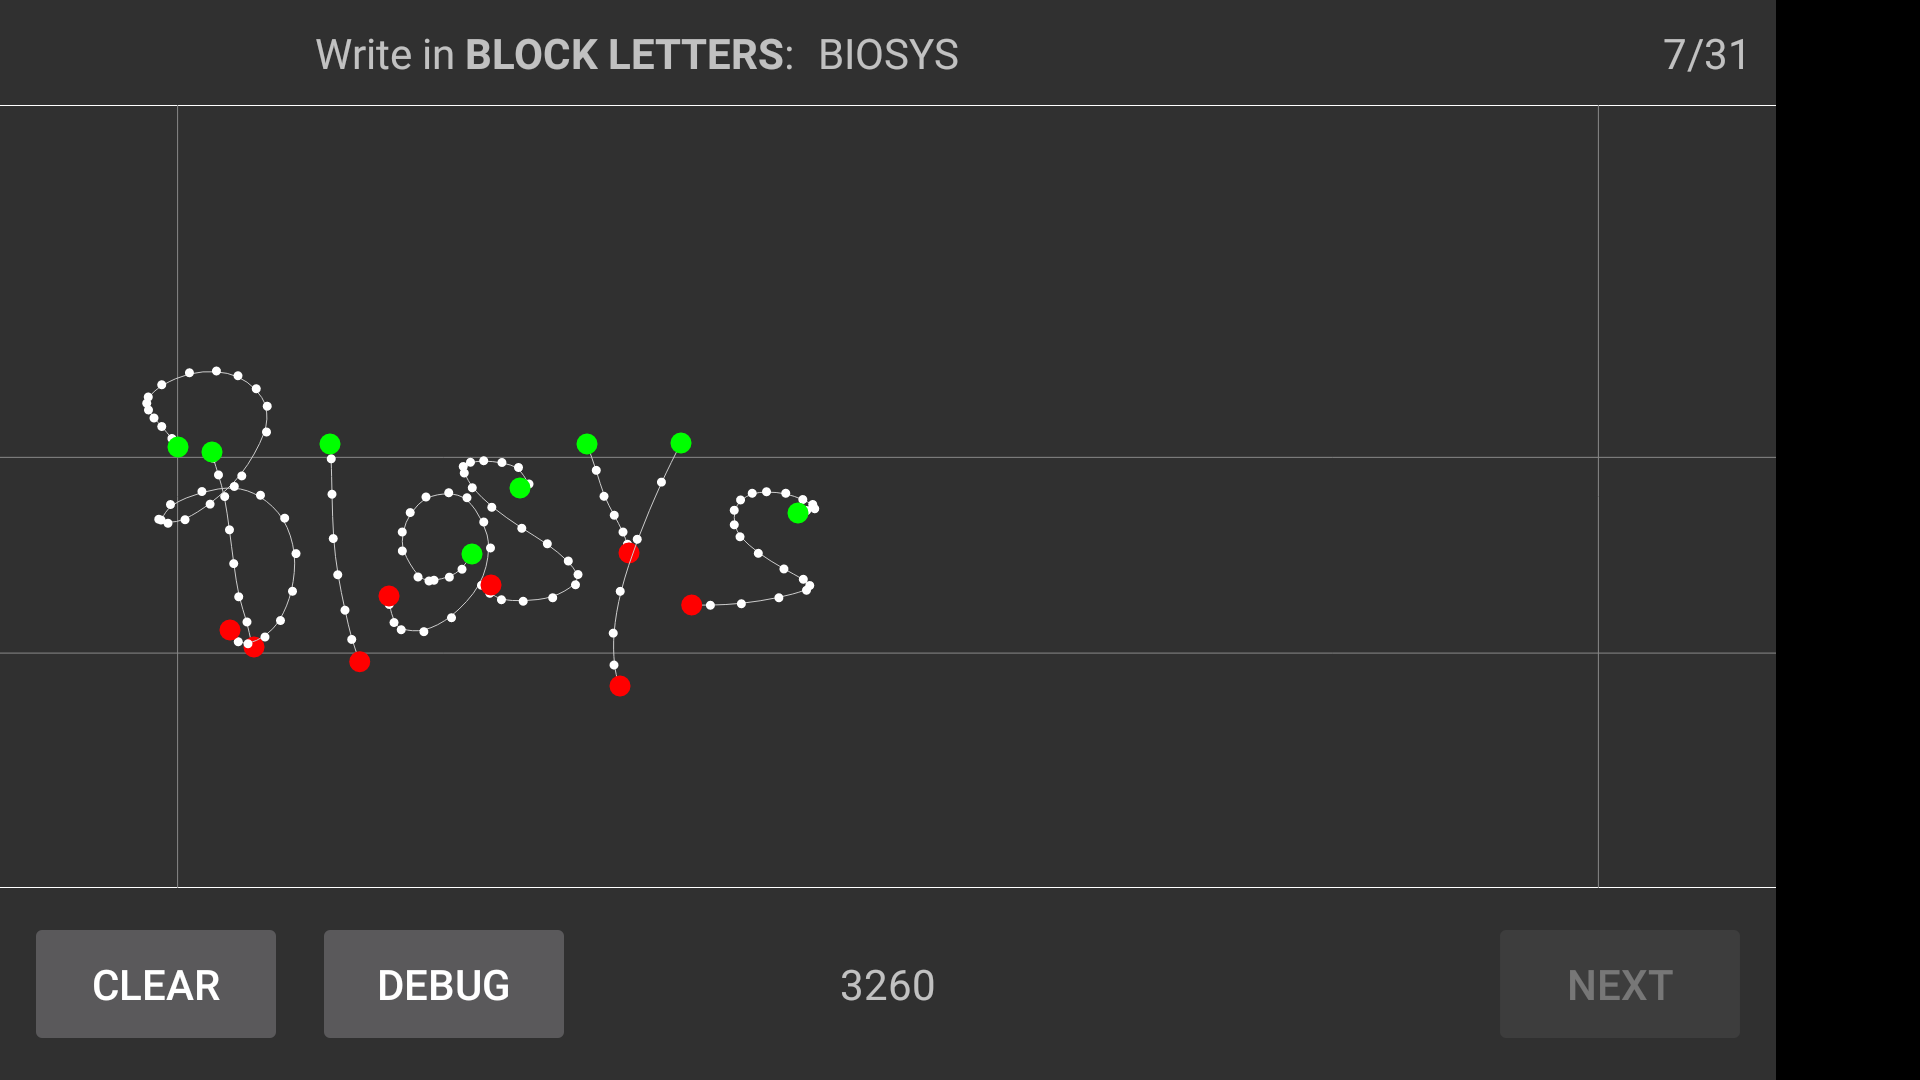 Write in BLOCK LETTERS: BIOSYS
7/31
BIOSYS
CLEAR DEBUG 3260 NEXT